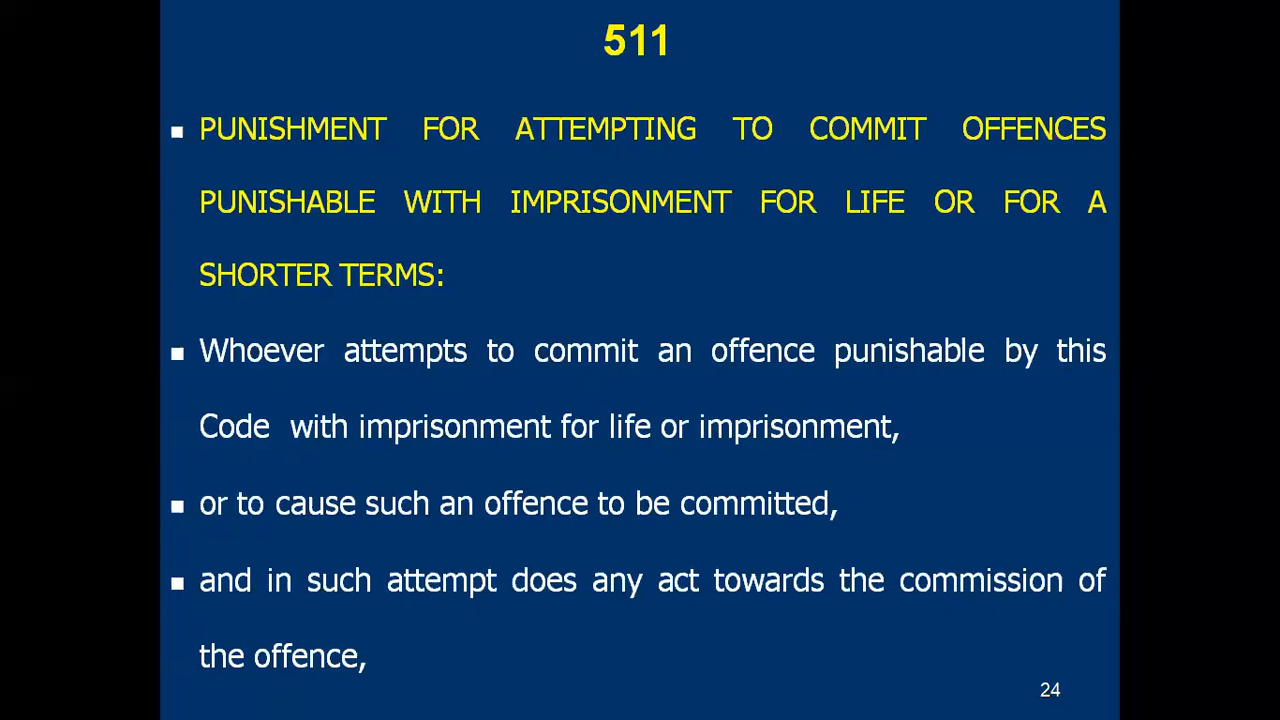 511
▪ PUNISHMENT FOR ATTEMPTING TO COMMIT OFFENCES
PUNISHABLE WITH IMPRISONMENT FOR LIFE OR FOR A
SHORTER TERMS:
▪ Whoever attempts to commit an offence punishable by this
Code with imprisonment for life or imprisonment,
▪ or to cause such an offence to be committed,
▪ and in such attempt does any act towards the commission of
the offence,
24